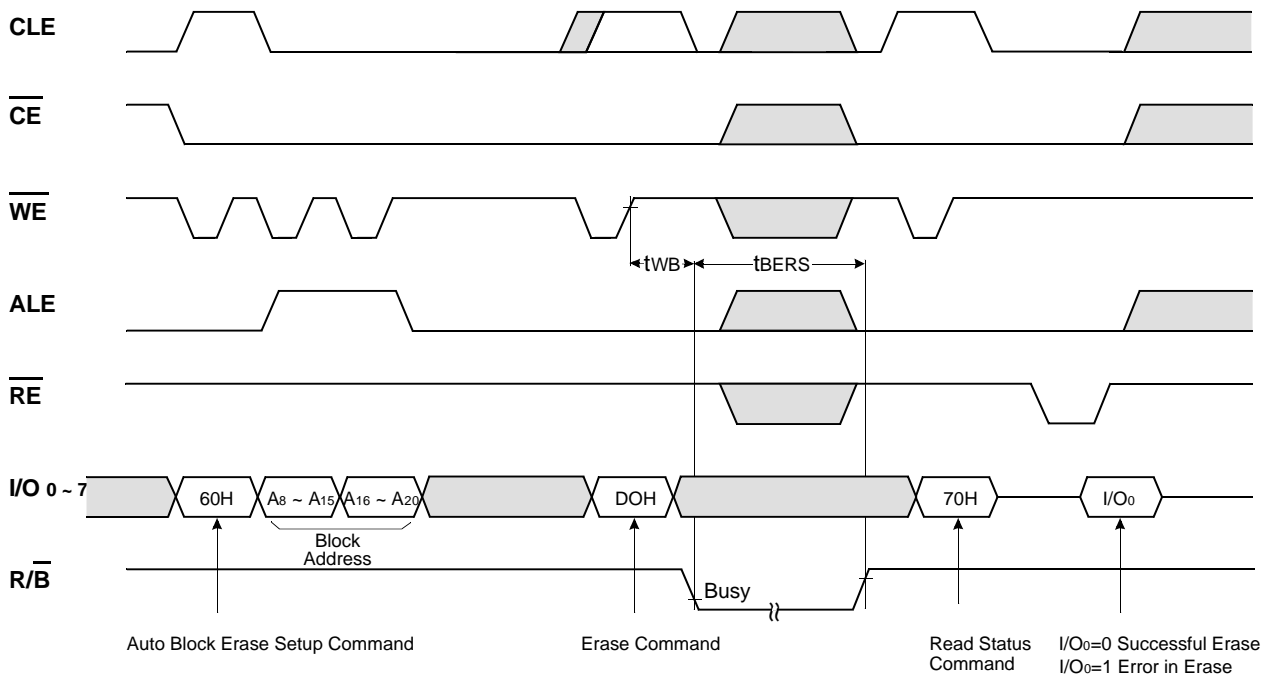 CLE
CE
WE
tWB
tBERS
ALE
RE
I/O 0 ~ 7
60H
A8 ~ A15
A16 ~ A20
DOH
70H
I/O0
Block
Address
R/B
Busy
Auto Block Erase Setup Command
Erase Command
Read Status
Command
I/O0=0 Successful Erase
I/O0=1 Error in Erase